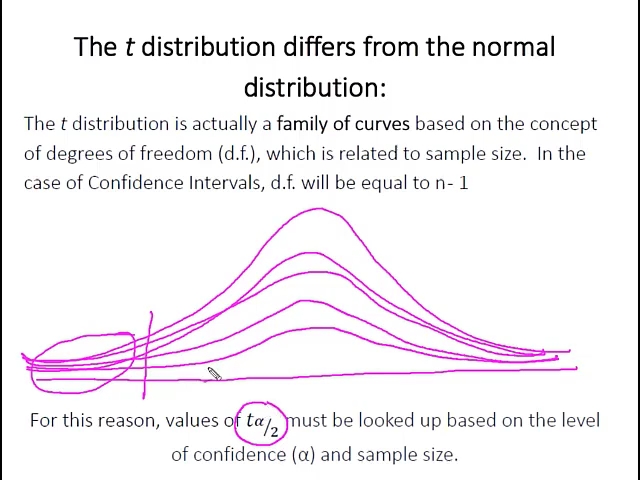 The t distribution differs from the normal
distribution:
The t distribution is actually a family of curves based on the concept
of degrees of freedom (d.f.), which is related to sample size. In the
case of Confidence Intervals, d.f. will be equal to n- 1
For this reason, values of tα/2 must be looked up based on the level
of confidence (α) and sample size.